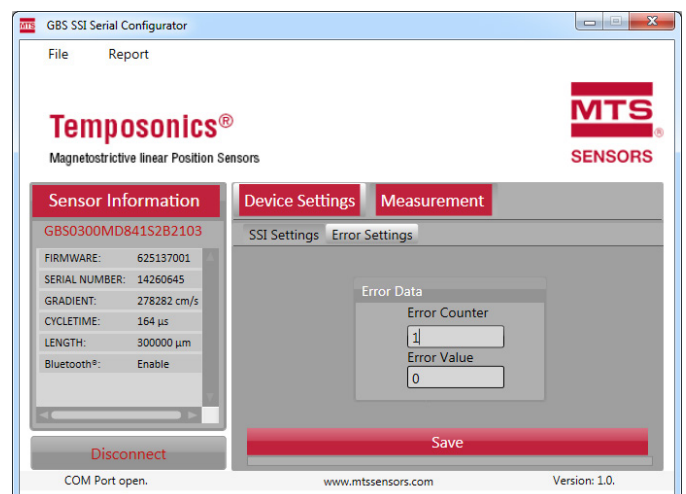 MTS GBS SSI Serial Configurator
File Report
Temposonics®
Magnetostrictive linear Position Sensors
MTS®
SENSORS
Sensor Information
GBS0300MD841S2B2103
FIRMWARE: 625137001
SERIAL NUMBER: 14260645
GRADIENT: 278282 cm/s
CYCLETIME: 164 µs
LENGTH: 300000 µm
Bluetooth®: Enable
Disconnect
Device Settings Measurement
SSI Settings Error Settings
Error Data
Error Counter
1
Error Value
0
Save
COM Port open. www.mtssensors.com Version: 1.0.